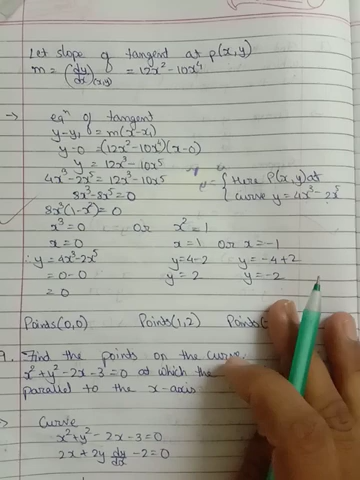 Let slope of tangent at P(x,y)
m = (dy/dx)(x,y) = 12x² - 10x⁴
→ eqⁿ of tangent
y-y₁ = m(x-x₁)
y-0 = (12x²-10x⁴)(x-0)
y = 12x³-10x⁵
4x³-2x⁵ = 12x³-10x⁵ { Here P(x,y) at curve y = 4x³-2x⁵
8x³-8x⁵ = 0
8x³(1-x²) = 0
x³ = 0 or x² = 1
x = 0 x = 1 or x = -1
∴ y = 4x³-2x⁵ y = 4-2 y = -4+2
= 0-0 y = 2 y = -2
= 0
Points (0,0) Points (1,2) Points (
9. Find the points on the curve
x²+y²-2x-3=0 at which the
parallel to the x-axis
→ Curve
x²+y²-2x-3=0
2x+2y dy/dx -2=0